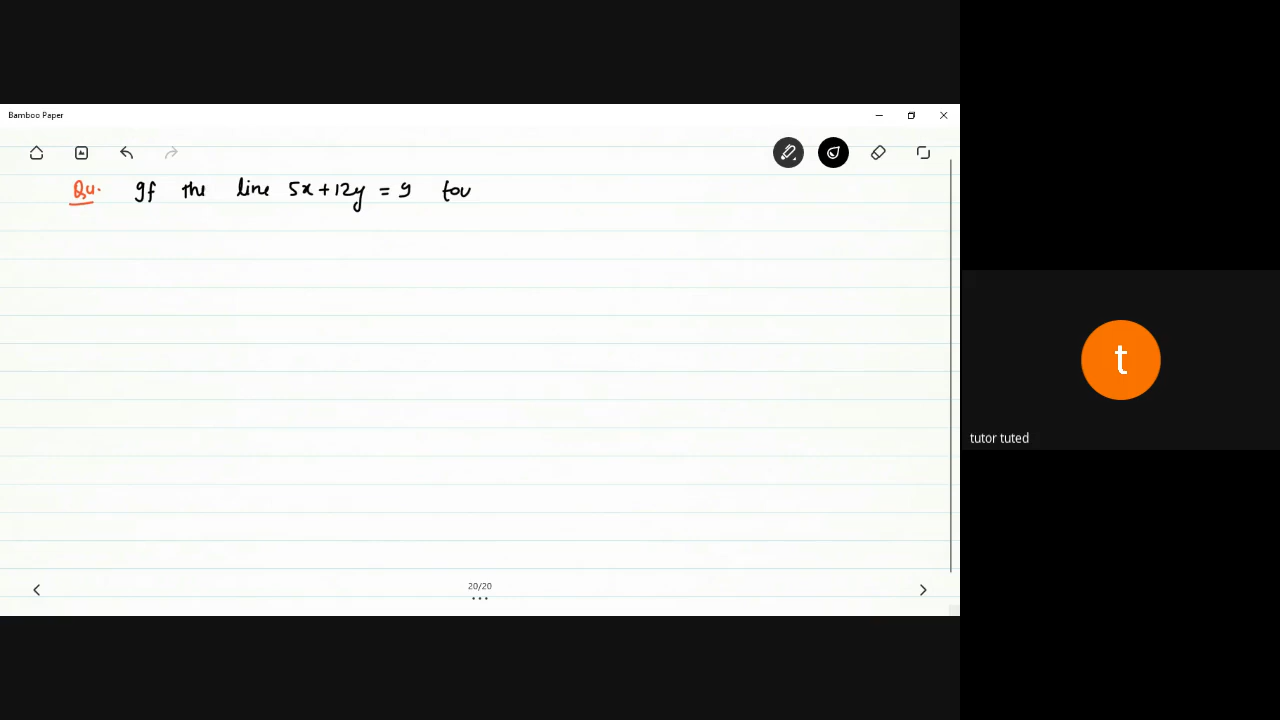 Bamboo Paper
Qu. If the line 5x+12y = 9 tou
t
tutor tuted
20/20